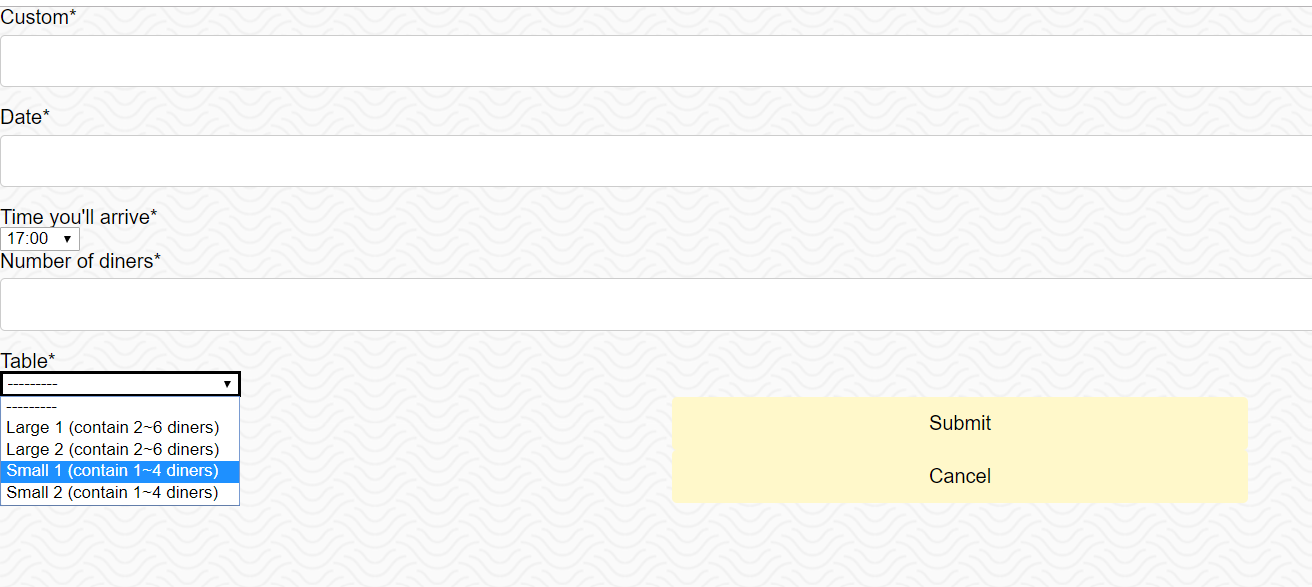 Custom*
Date*
Time you'll arrive*
17:00
Number of diners*
Table*
---------
---------
Large 1 (contain 2~6 diners)
Large 2 (contain 2~6 diners)
Small 1 (contain 1~4 diners)
Small 2 (contain 1~4 diners)
Submit
Cancel